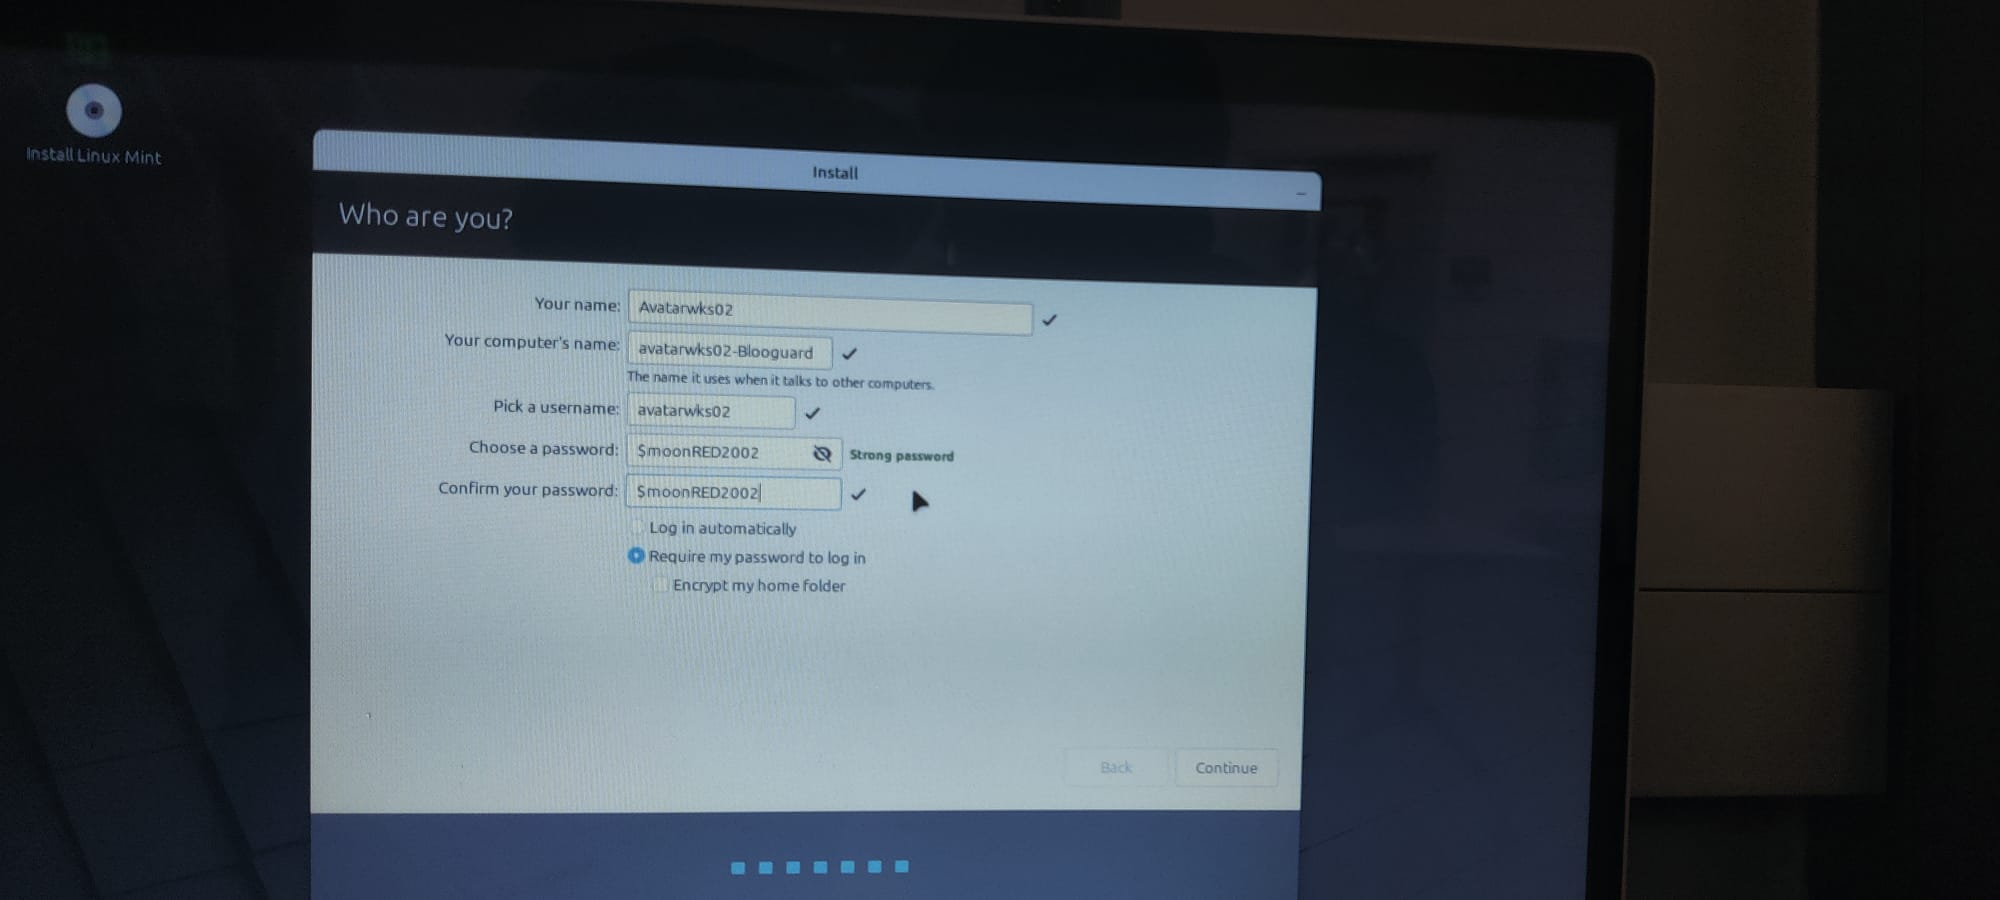 Install Linux Mint
Install
Who are you?
Your name: Avatarwks02
Your computer's name: avatarwks02-Blooguard
The name it uses when it talks to other computers.
Pick a username: avatarwks02
Choose a password: $moonRED2002 Strong password
Confirm your password: $moonRED2002
Log in automatically
Require my password to log in
Encrypt my home folder
Back Continue